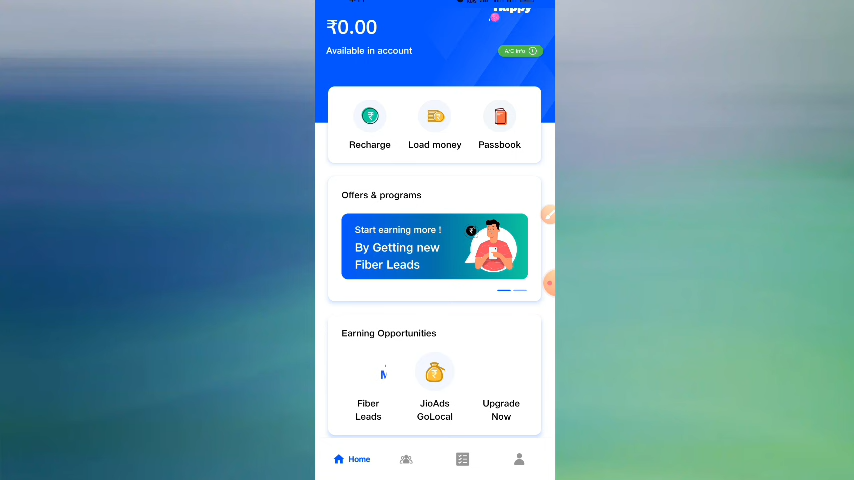 Happy
₹0.00
Available in account
A/C Info
Recharge
Load money
Passbook
Offers & programs
Start earning more !
By Getting new
Fiber Leads
Earning Opportunities
Fiber
Leads
JioAds
GoLocal
Upgrade
Now
Home